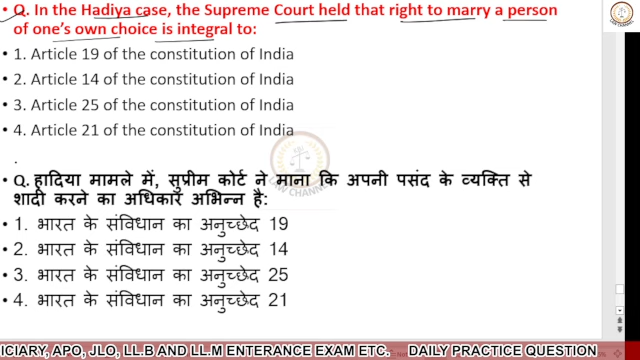 Q. In the Hadiya case, the Supreme Court held that right to marry a person
of one's own choice is integral to:
1. Article 19 of the constitution of India
2. Article 14 of the constitution of India
3. Article 25 of the constitution of India
4. Article 21 of the constitution of India
.
Q. हादिया मामले में, सुप्रीम कोर्ट ने माना कि अपनी पसंद के व्यक्ति से
शादी करने का अधिकार अभिन्न है:
1. भारत के संविधान का अनुच्छेद 19
2. भारत के संविधान का अनुच्छेद 14
3. भारत के संविधान का अनुच्छेद 25
4. भारत के संविधान का अनुच्छेद 21
LAW CHANNEL
ICIARY, APO, JLO, LL.B AND LL.M ENTERANCE EXAM ETC. DAILY PRACTICE QUESTION